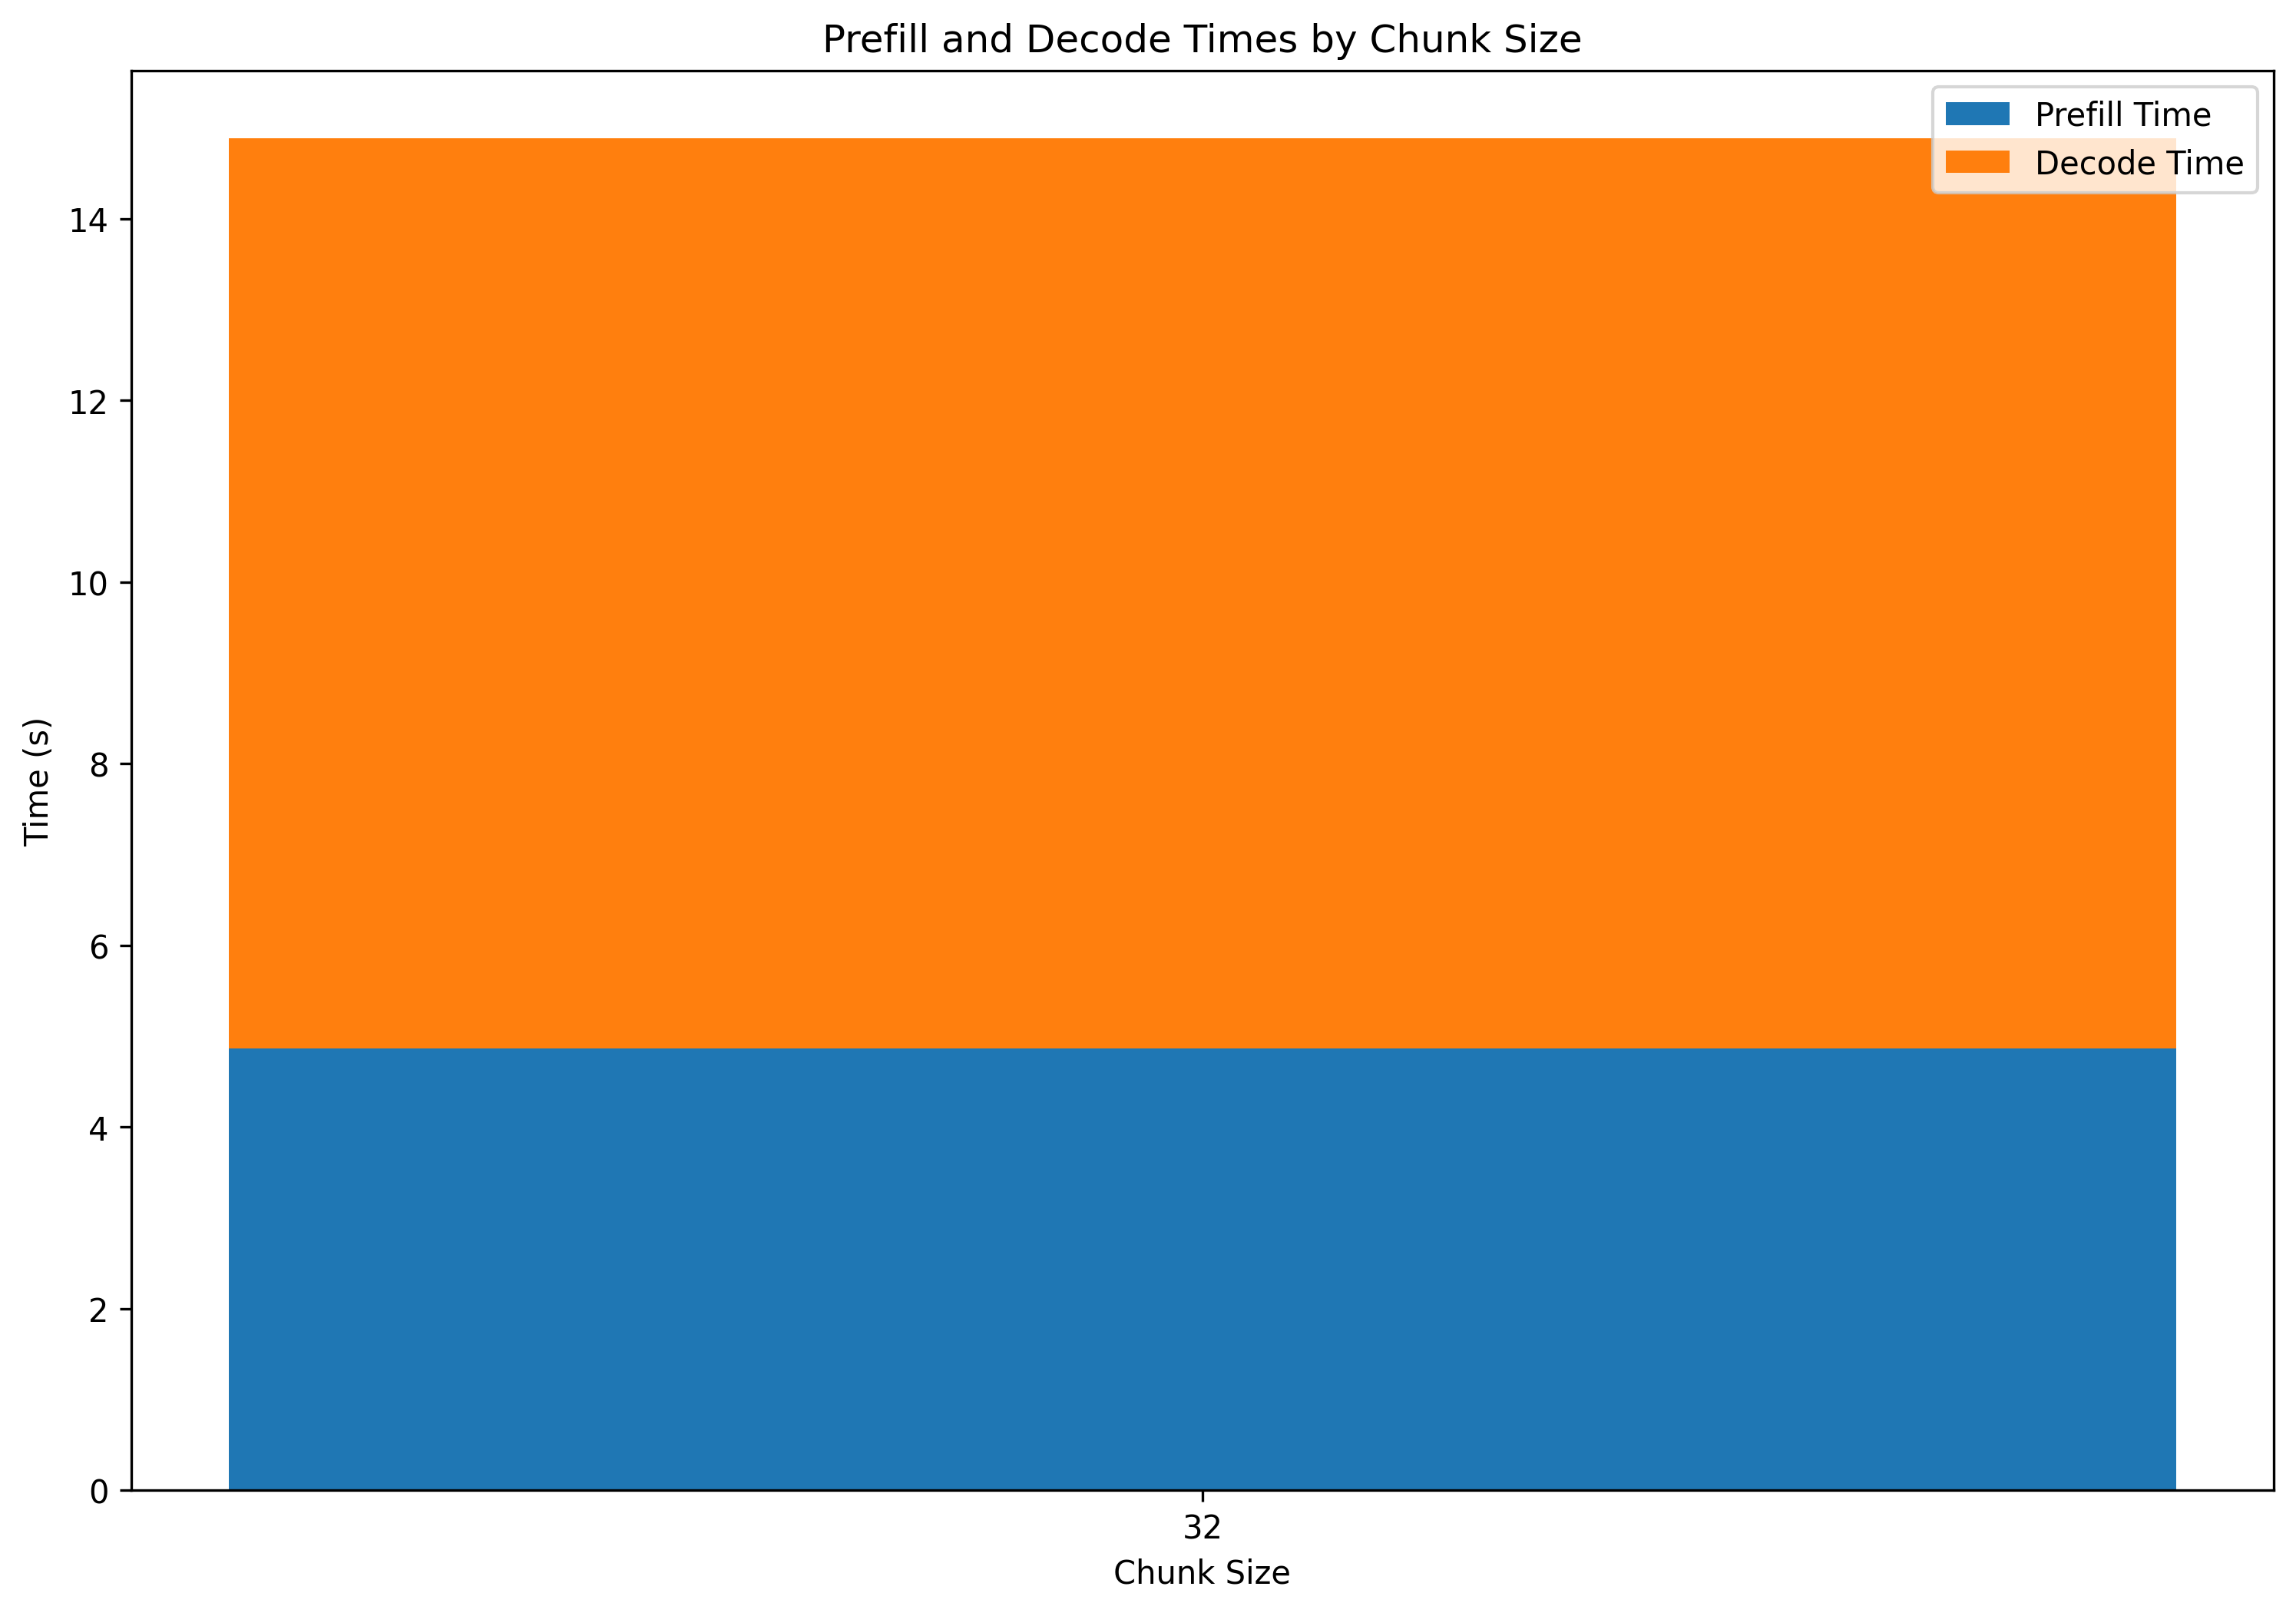 Prefill and Decode Times by Chunk Size
Prefill Time
Decode Time
14
12
10
8
6
4
2
0
Time (s)
32
Chunk Size